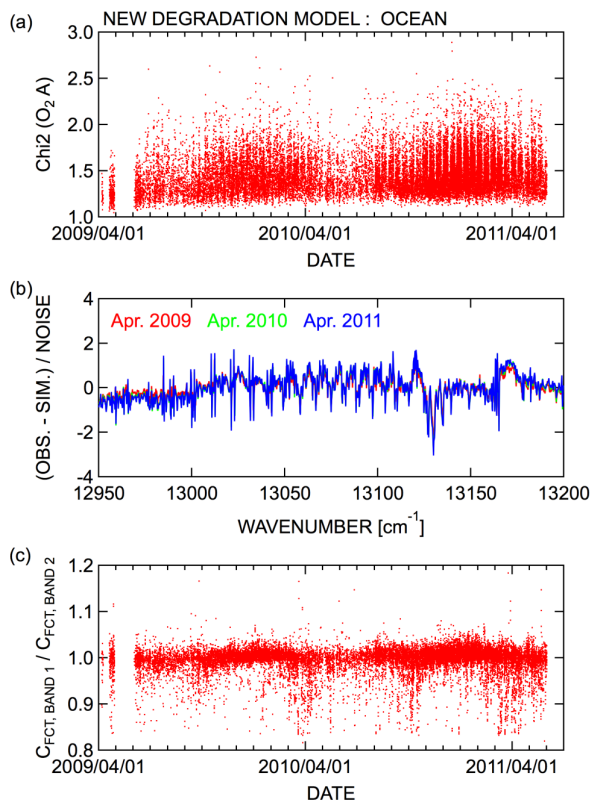 (a) NEW DEGRADATION MODEL : OCEAN
3.0
2.5
2.0
1.5
1.0
Chi2 (O2 A)
2009/04/01 2010/04/01 2011/04/01
DATE
(b)
4
2
0
-2
-4
(OBS. - SIM.) / NOISE
Apr. 2009 Apr. 2010 Apr. 2011
12950 13000 13050 13100 13150 13200
WAVENUMBER [cm-1]
(c)
1.2
1.1
1.0
0.9
0.8
CFCT, BAND 1 / CFCT, BAND 2
2009/04/01 2010/04/01 2011/04/01
DATE